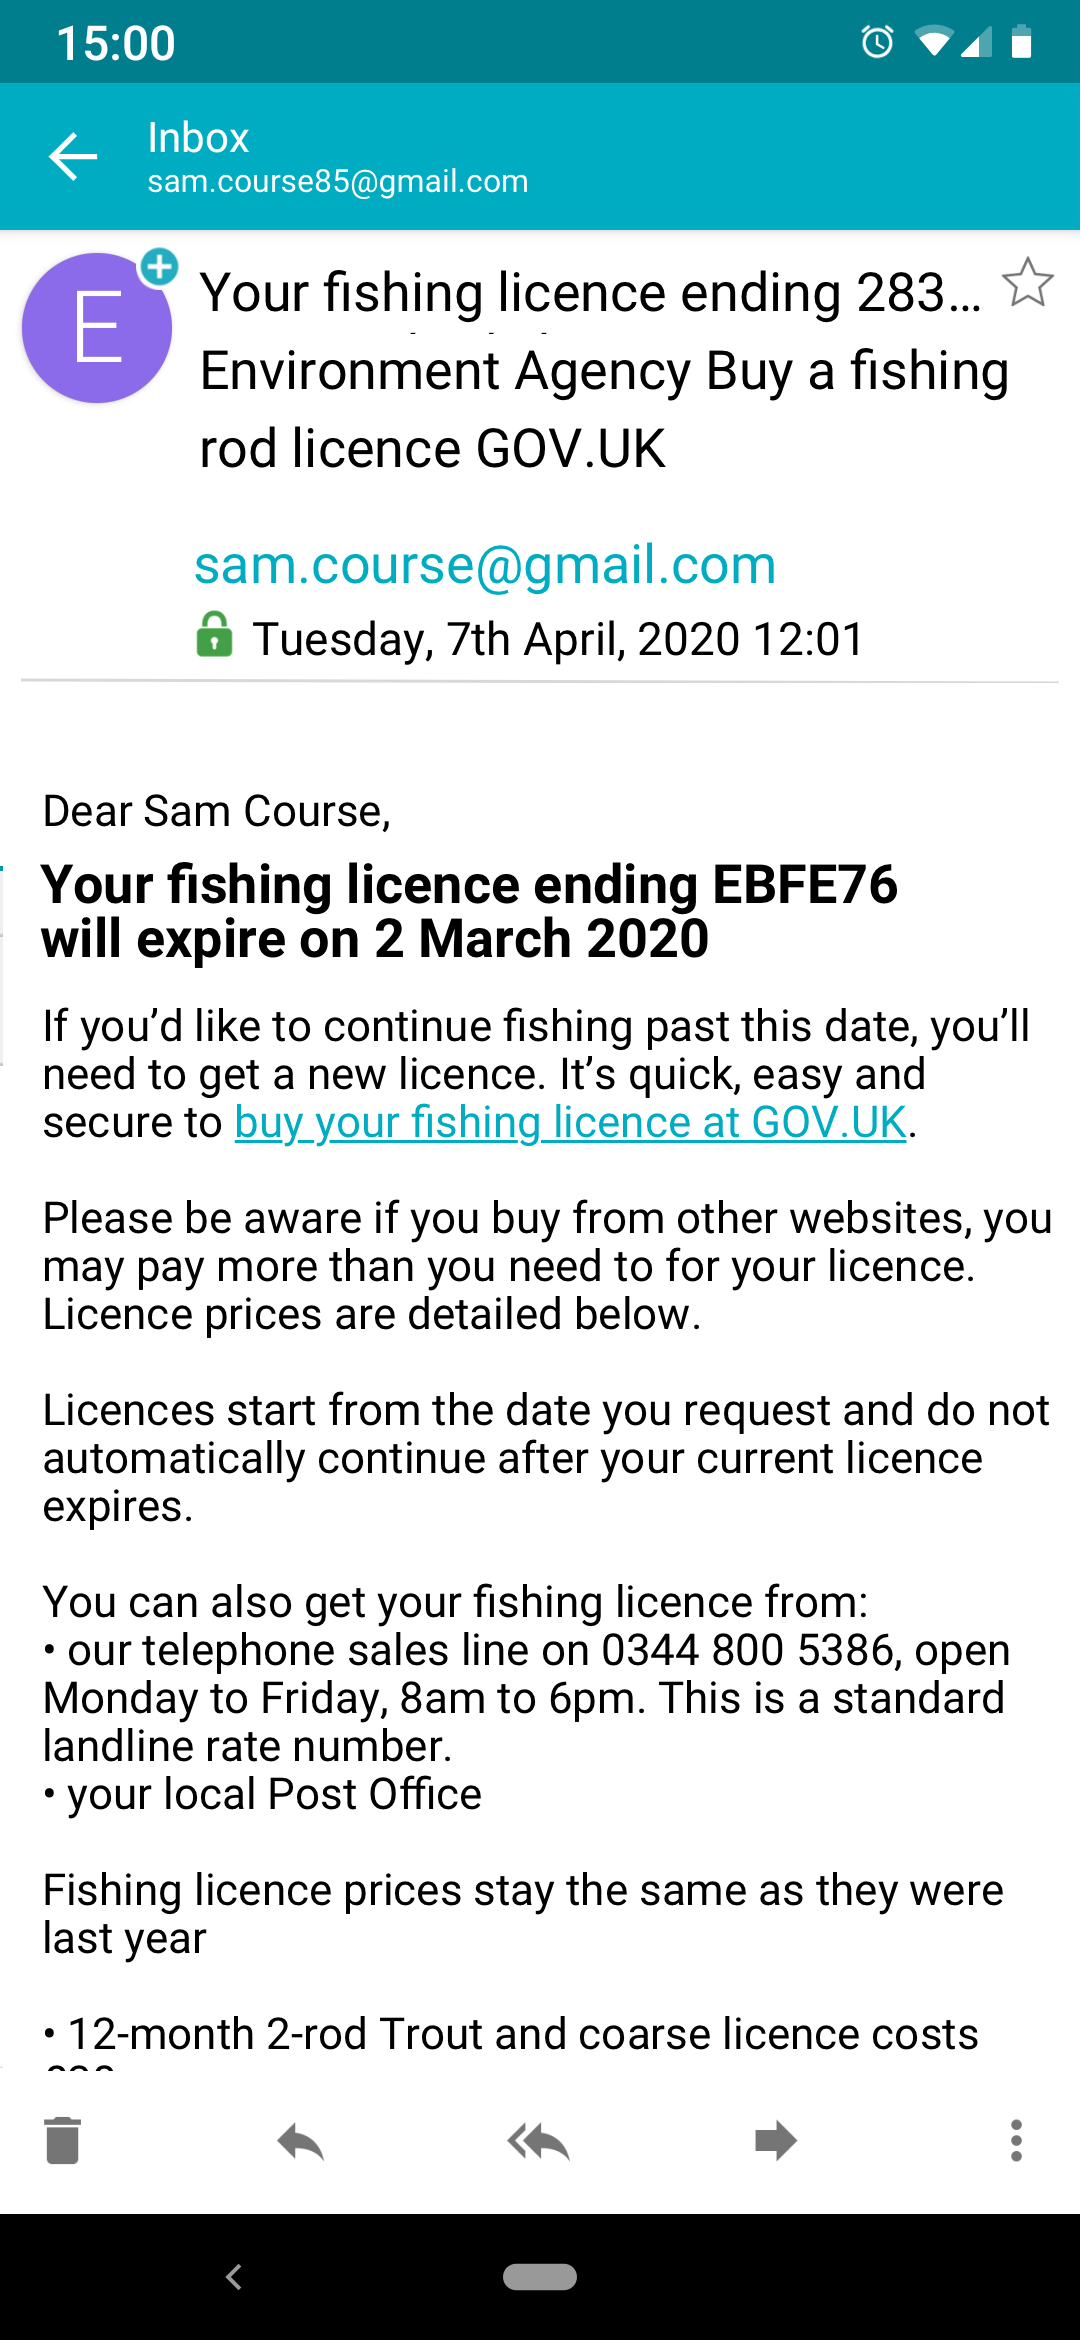 15:00
Inbox
sam.course85@gmail.com
E
Your fishing licence ending 283...
Environment Agency Buy a fishing
rod licence GOV.UK
sam.course@gmail.com
Tuesday, 7th April, 2020 12:01
Dear Sam Course,
Your fishing licence ending EBFE76
will expire on 2 March 2020
If you’d like to continue fishing past this date, you’ll
need to get a new licence. It’s quick, easy and
secure to buy your fishing licence at GOV.UK.
Please be aware if you buy from other websites, you
may pay more than you need to for your licence.
Licence prices are detailed below.
Licences start from the date you request and do not
automatically continue after your current licence
expires.
You can also get your fishing licence from:
• our telephone sales line on 0344 800 5386, open
Monday to Friday, 8am to 6pm. This is a standard
landline rate number.
• your local Post Office
Fishing licence prices stay the same as they were
last year
• 12-month 2-rod Trout and coarse licence costs